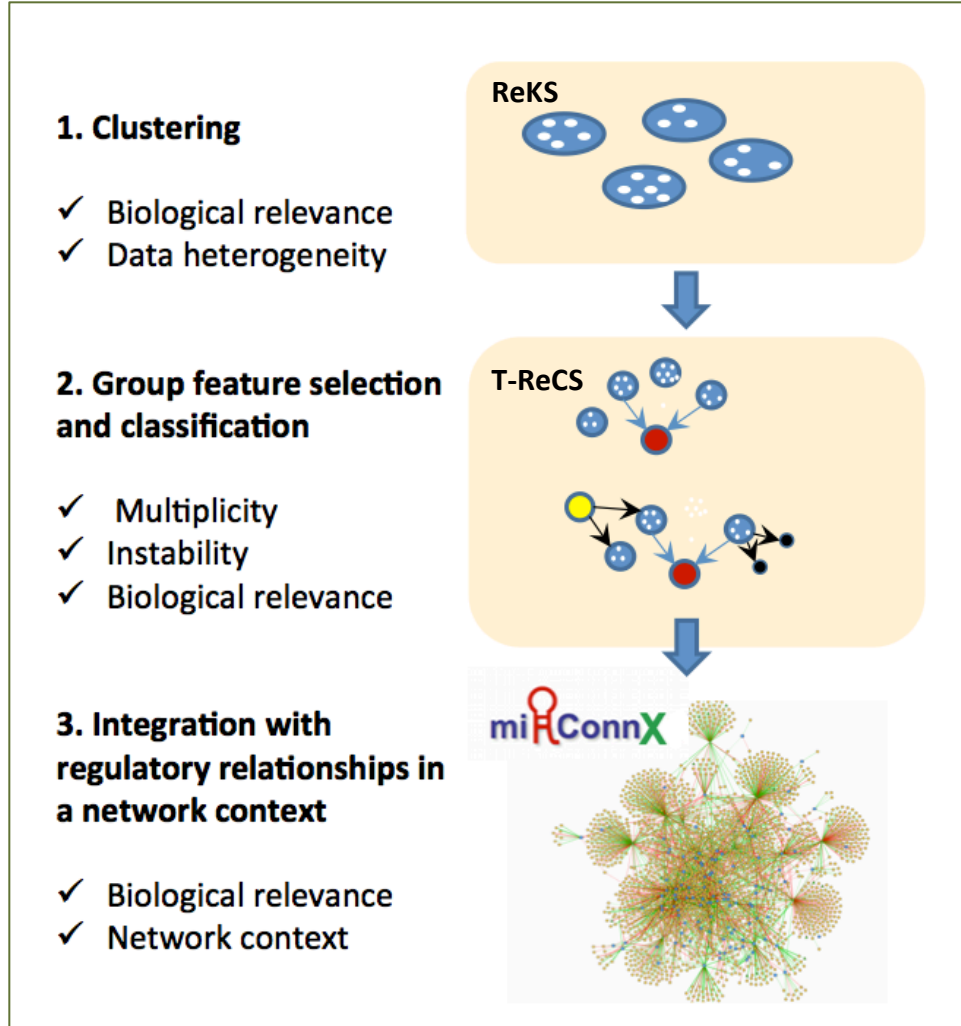 ReKS
1. Clustering
✓ Biological relevance
✓ Data heterogeneity
T-ReCS
2. Group feature selection
and classification
✓ Multiplicity
✓ Instability
✓ Biological relevance
miRConnX
3. Integration with
regulatory relationships in
a network context
✓ Biological relevance
✓ Network context